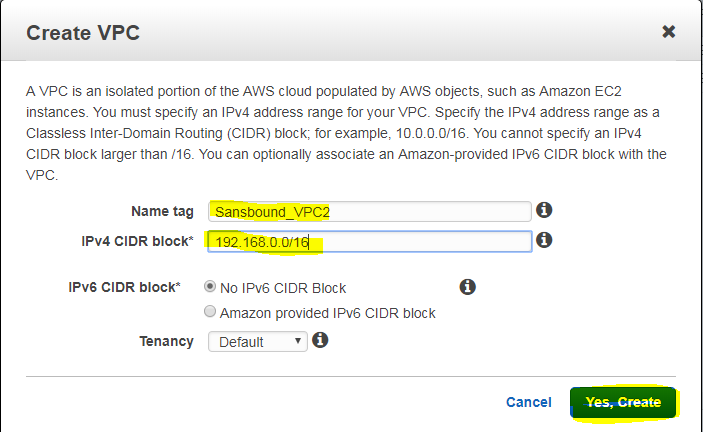 Create VPC
A VPC is an isolated portion of the AWS cloud populated by AWS objects, such as Amazon EC2
instances. You must specify an IPv4 address range for your VPC. Specify the IPv4 address range as a
Classless Inter-Domain Routing (CIDR) block; for example, 10.0.0.0/16. You cannot specify an IPv4
CIDR block larger than /16. You can optionally associate an Amazon-provided IPv6 CIDR block with the
VPC.
Name tag Sansbound_VPC2
IPv4 CIDR block* 192.168.0.0/16
IPv6 CIDR block* No IPv6 CIDR Block
Amazon provided IPv6 CIDR block
Tenancy Default
Cancel Yes, Create